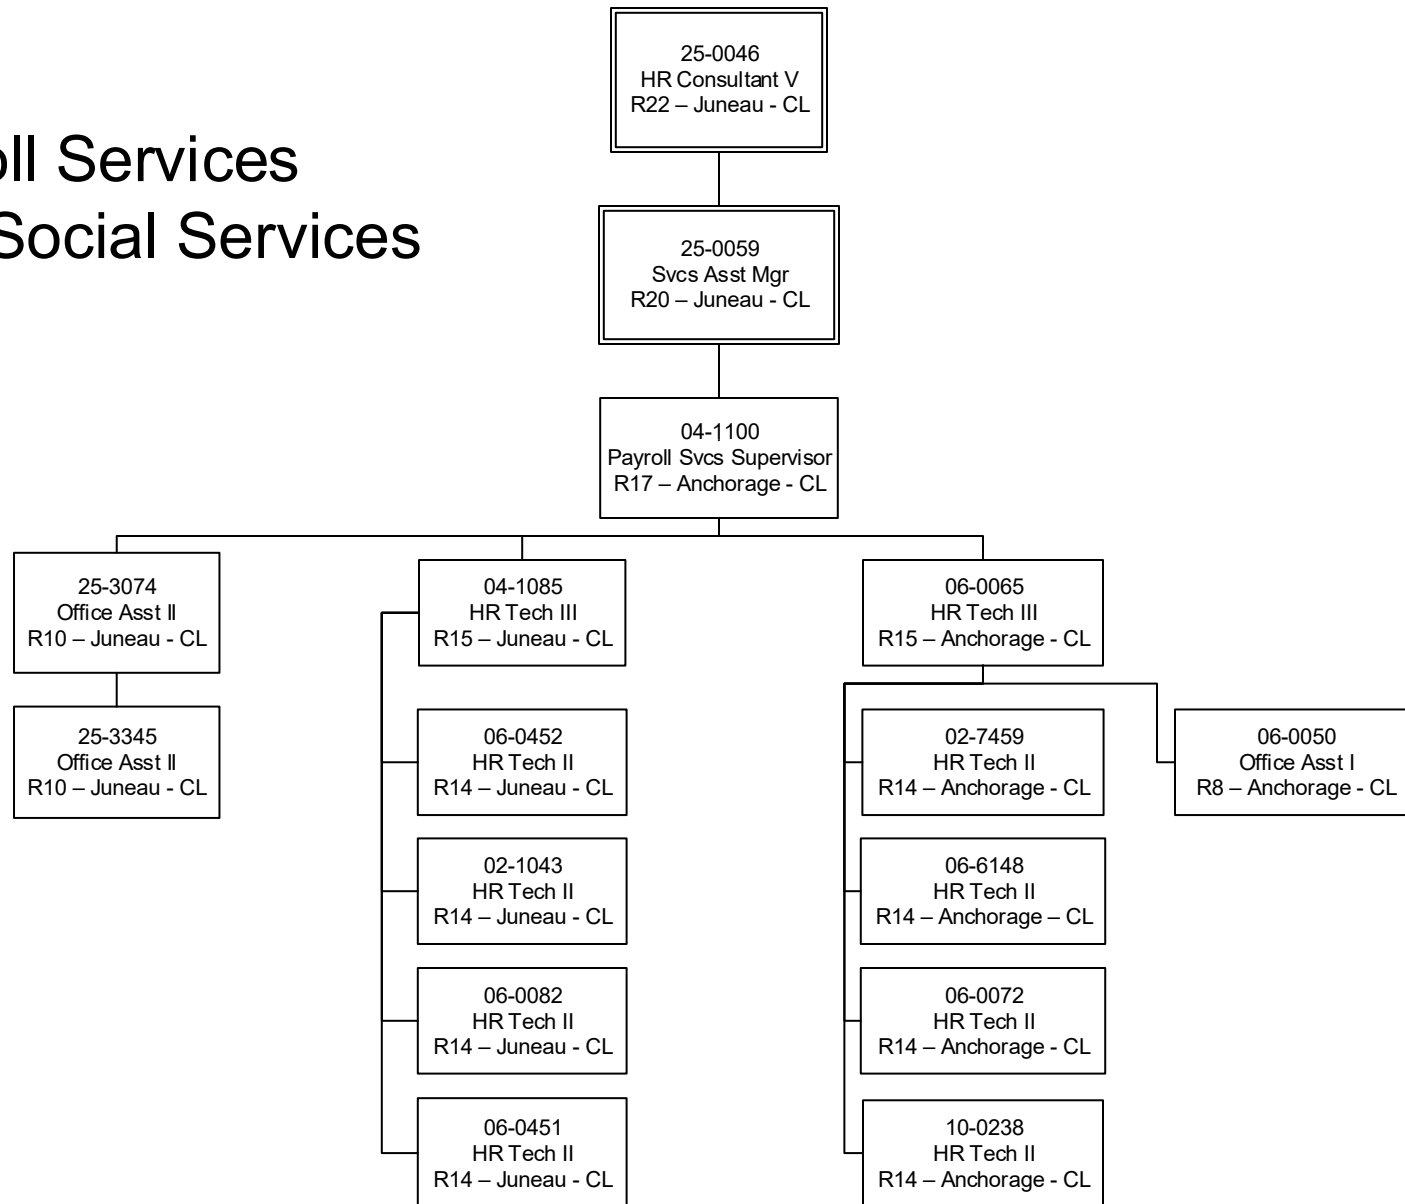 25-0046
HR Consultant V
R22 – Juneau - CL
oll Services
Social Services
25-0059
Svcs Asst Mgr
R20 – Juneau - CL
04-1100
Payroll Svcs Supervisor
R17 – Anchorage - CL
25-3074
Office Asst II
R10 – Juneau - CL
04-1085
HR Tech III
R15 – Juneau - CL
06-0065
HR Tech III
R15 – Anchorage - CL
25-3345
Office Asst II
R10 – Juneau - CL
06-0452
HR Tech II
R14 – Juneau - CL
02-7459
HR Tech II
R14 – Anchorage - CL
06-0050
Office Asst I
R8 – Anchorage - CL
02-1043
HR Tech II
R14 – Juneau - CL
06-6148
HR Tech II
R14 – Anchorage – CL
06-0082
HR Tech II
R14 – Juneau - CL
06-0072
HR Tech II
R14 – Anchorage - CL
06-0451
HR Tech II
R14 – Juneau - CL
10-0238
HR Tech II
R14 – Anchorage - CL